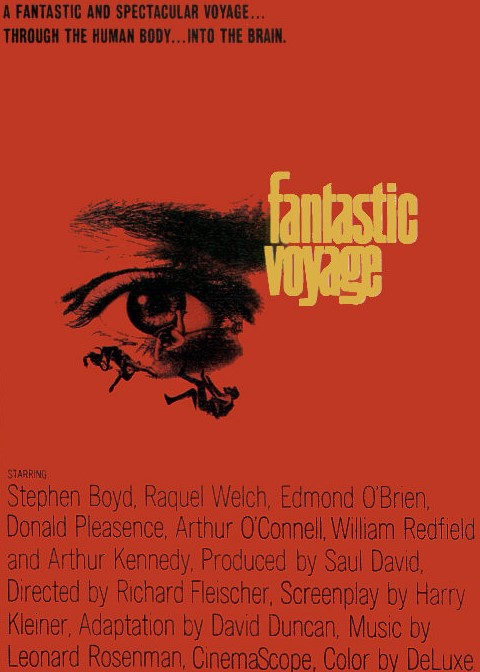 A FANTASTIC AND SPECTACULAR VOYAGE...
THROUGH THE HUMAN BODY...INTO THE BRAIN.
fantastic
voyage
STARRING
Stephen Boyd, Raquel Welch, Edmond O'Brien,
Donald Pleasence, Arthur O'Connell, William Redfield
and Arthur Kennedy, Produced by Saul David,
Directed by Richard Fleischer, Screenplay by Harry
Kleiner, Adaptation by David Duncan, Music by
Leonard Rosenman, CinemaScope, Color by DeLuxe.